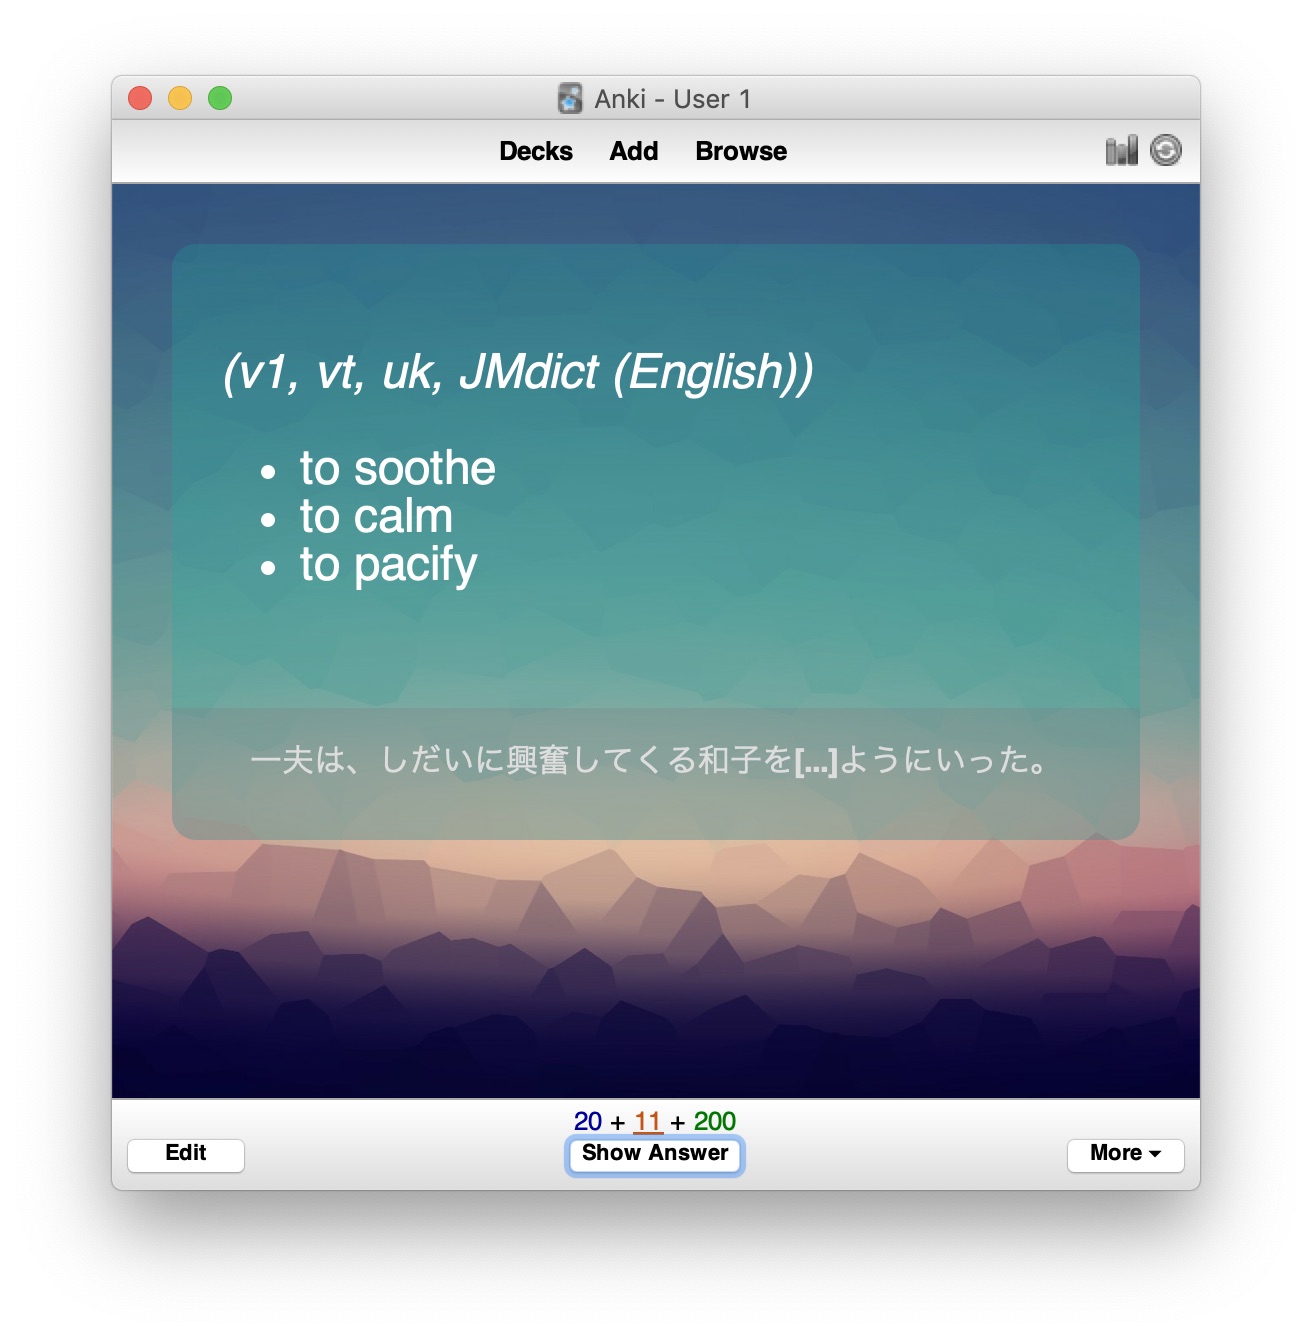 Anki - User 1
Decks Add Browse
(v1, vt, uk, JMdict (English))
• to soothe
• to calm
• to pacify
一夫は、しだいに興奮してくる和子を[...]ようにいった。
20 + 11 + 200
Edit Show Answer More